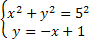 x² + y² = 5²
y = −x + 1